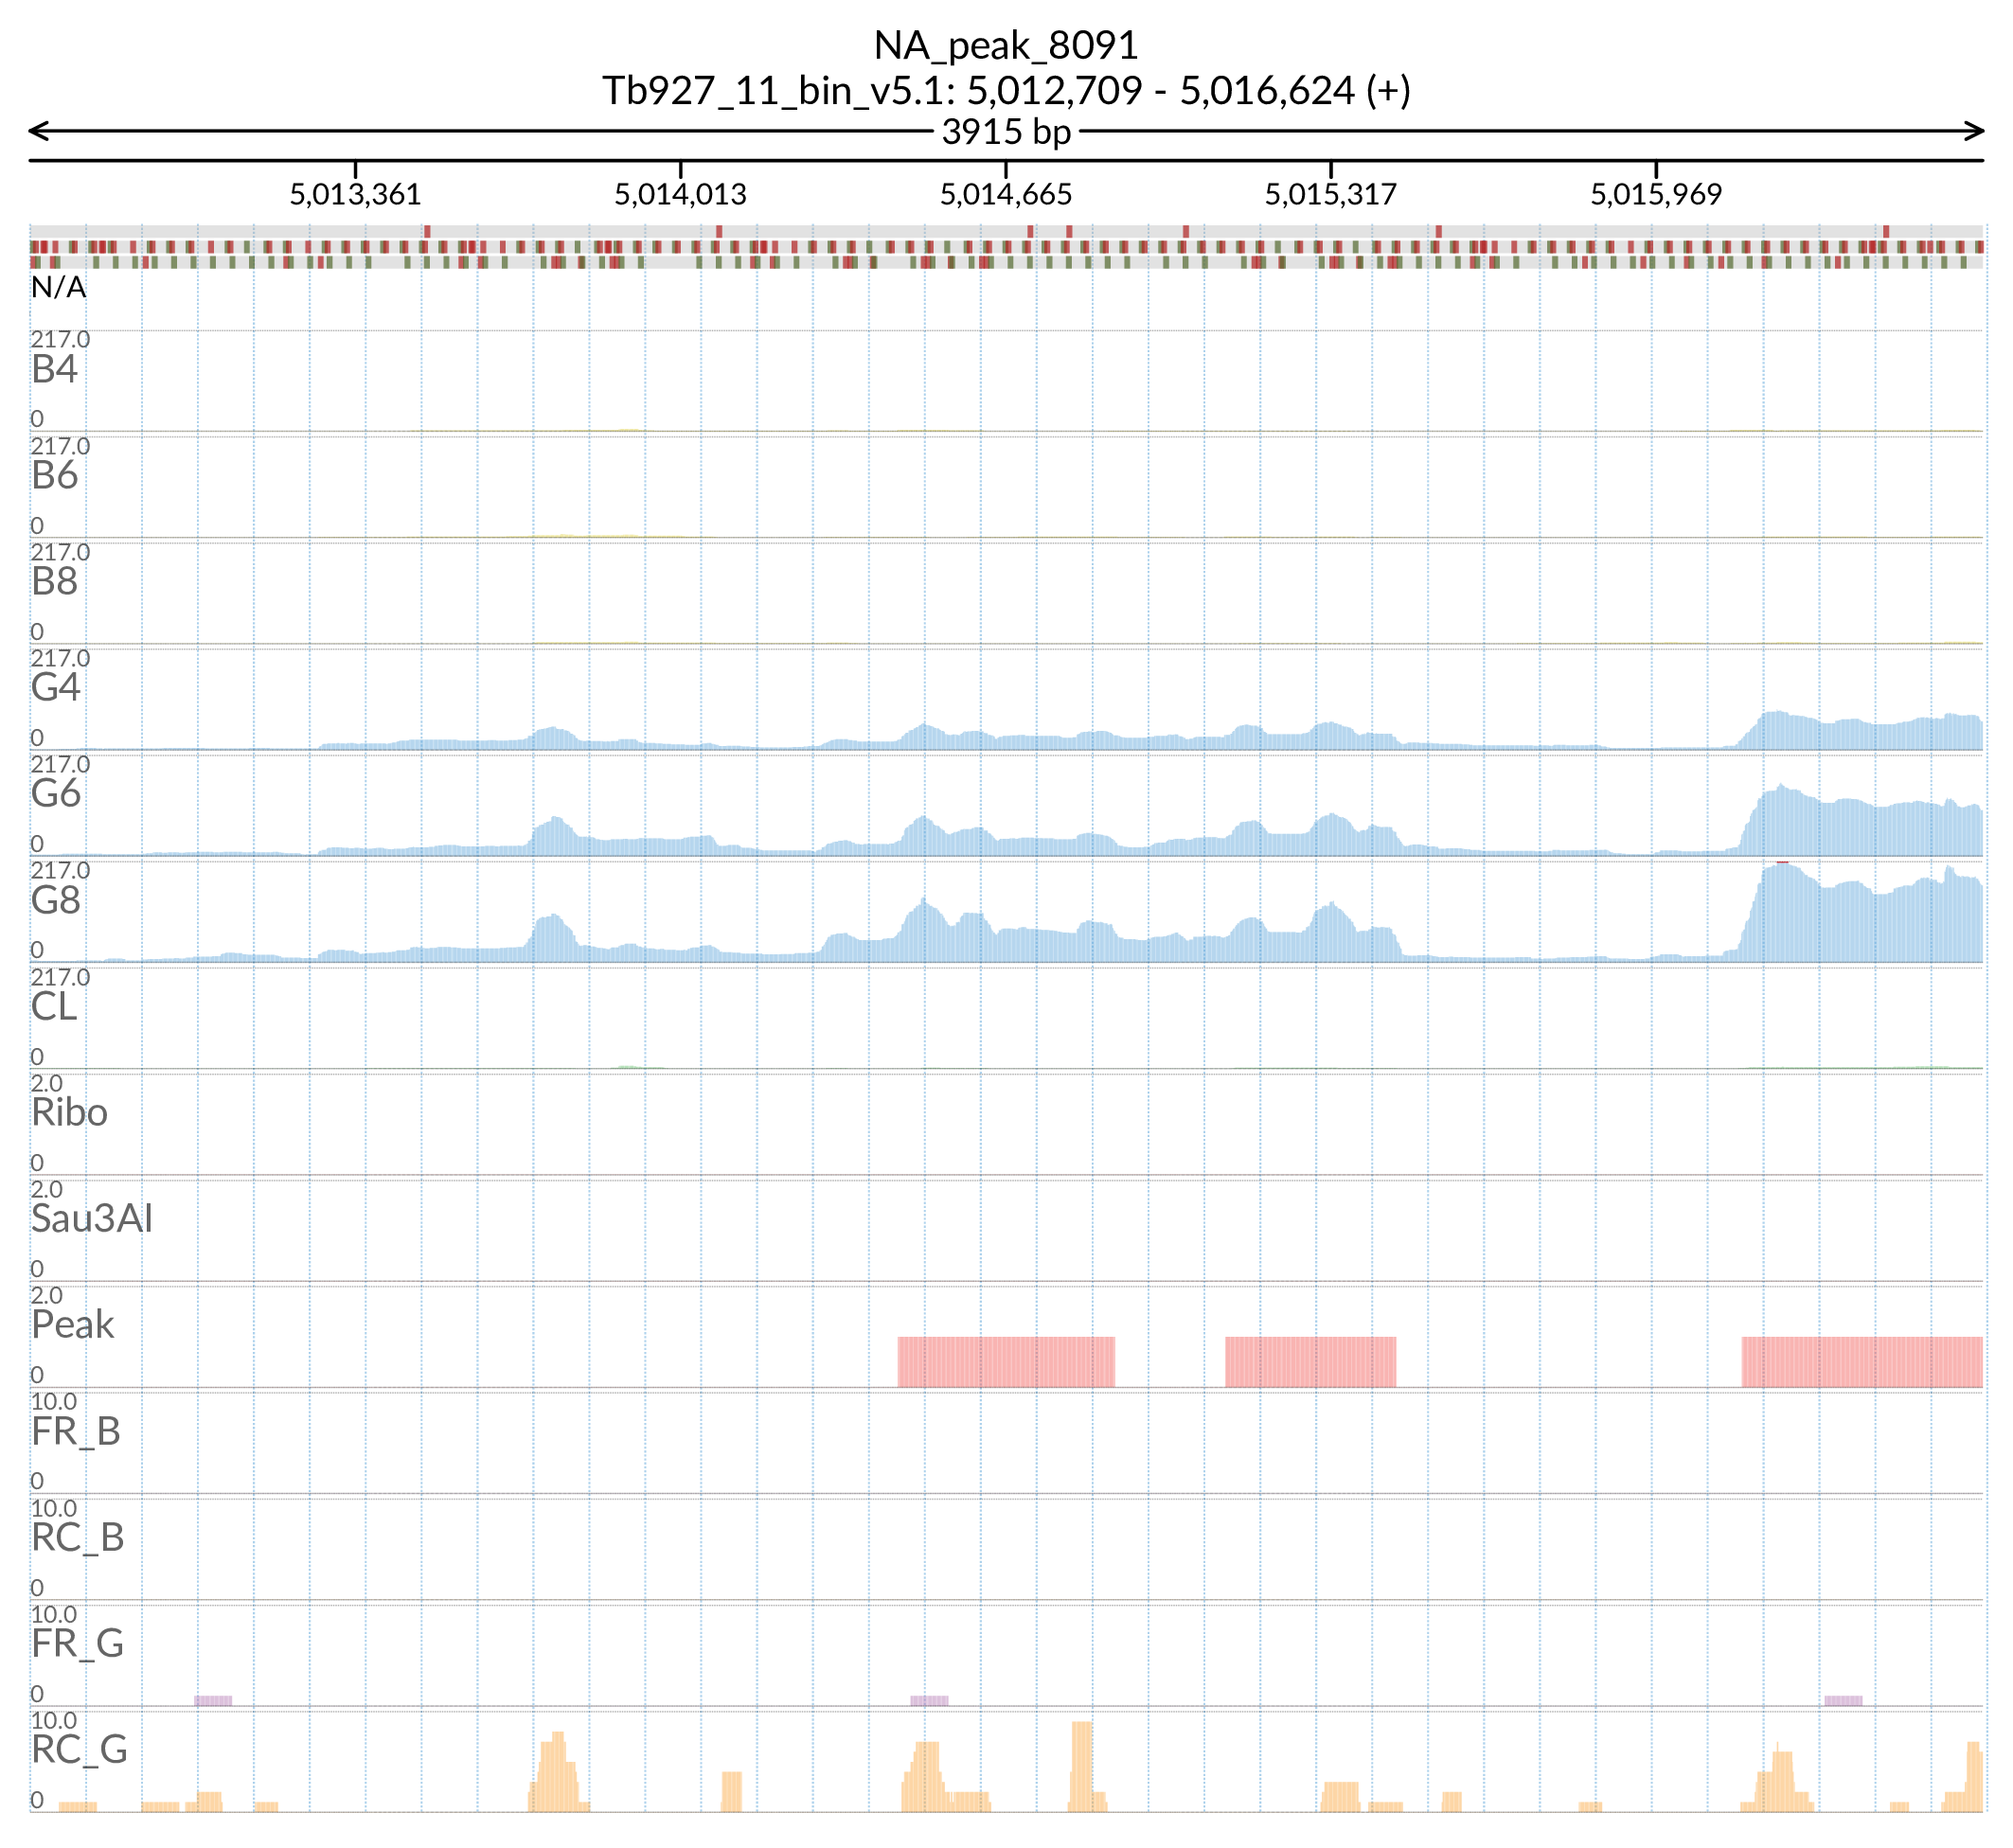 NA_peak_8091
Tb927_11_bin_v5.1: 5,012,709 - 5,016,624 (+)
3915 bp
5,013,361 5,014,013 5,014,665 5,015,317 5,015,969
N/A
217.0
B4
0
217.0
B6
0
217.0
B8
0
217.0
G4
0
217.0
G6
0
217.0
G8
0
217.0
CL
0
2.0
Ribo
0
2.0
Sau3AI
0
2.0
Peak
0
10.0
FR_B
0
10.0
RC_B
0
10.0
FR_G
0
10.0
RC_G
0